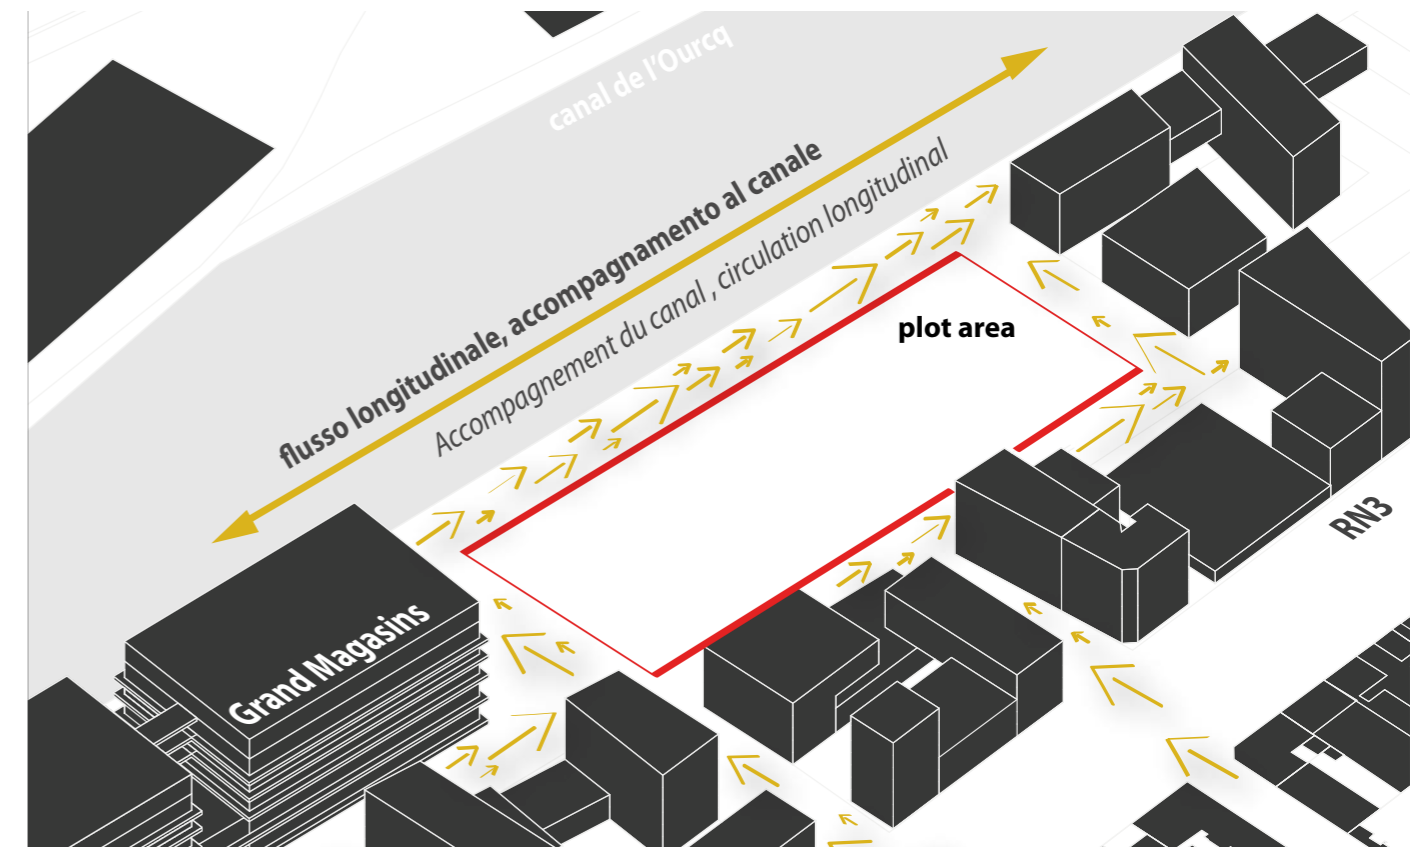 canal de l'Ourcq
flusso longitudinale, accompagnamento al canale
Accompagnement du canal , circulation longitudinal
plot area
RN3
Grand Magasins